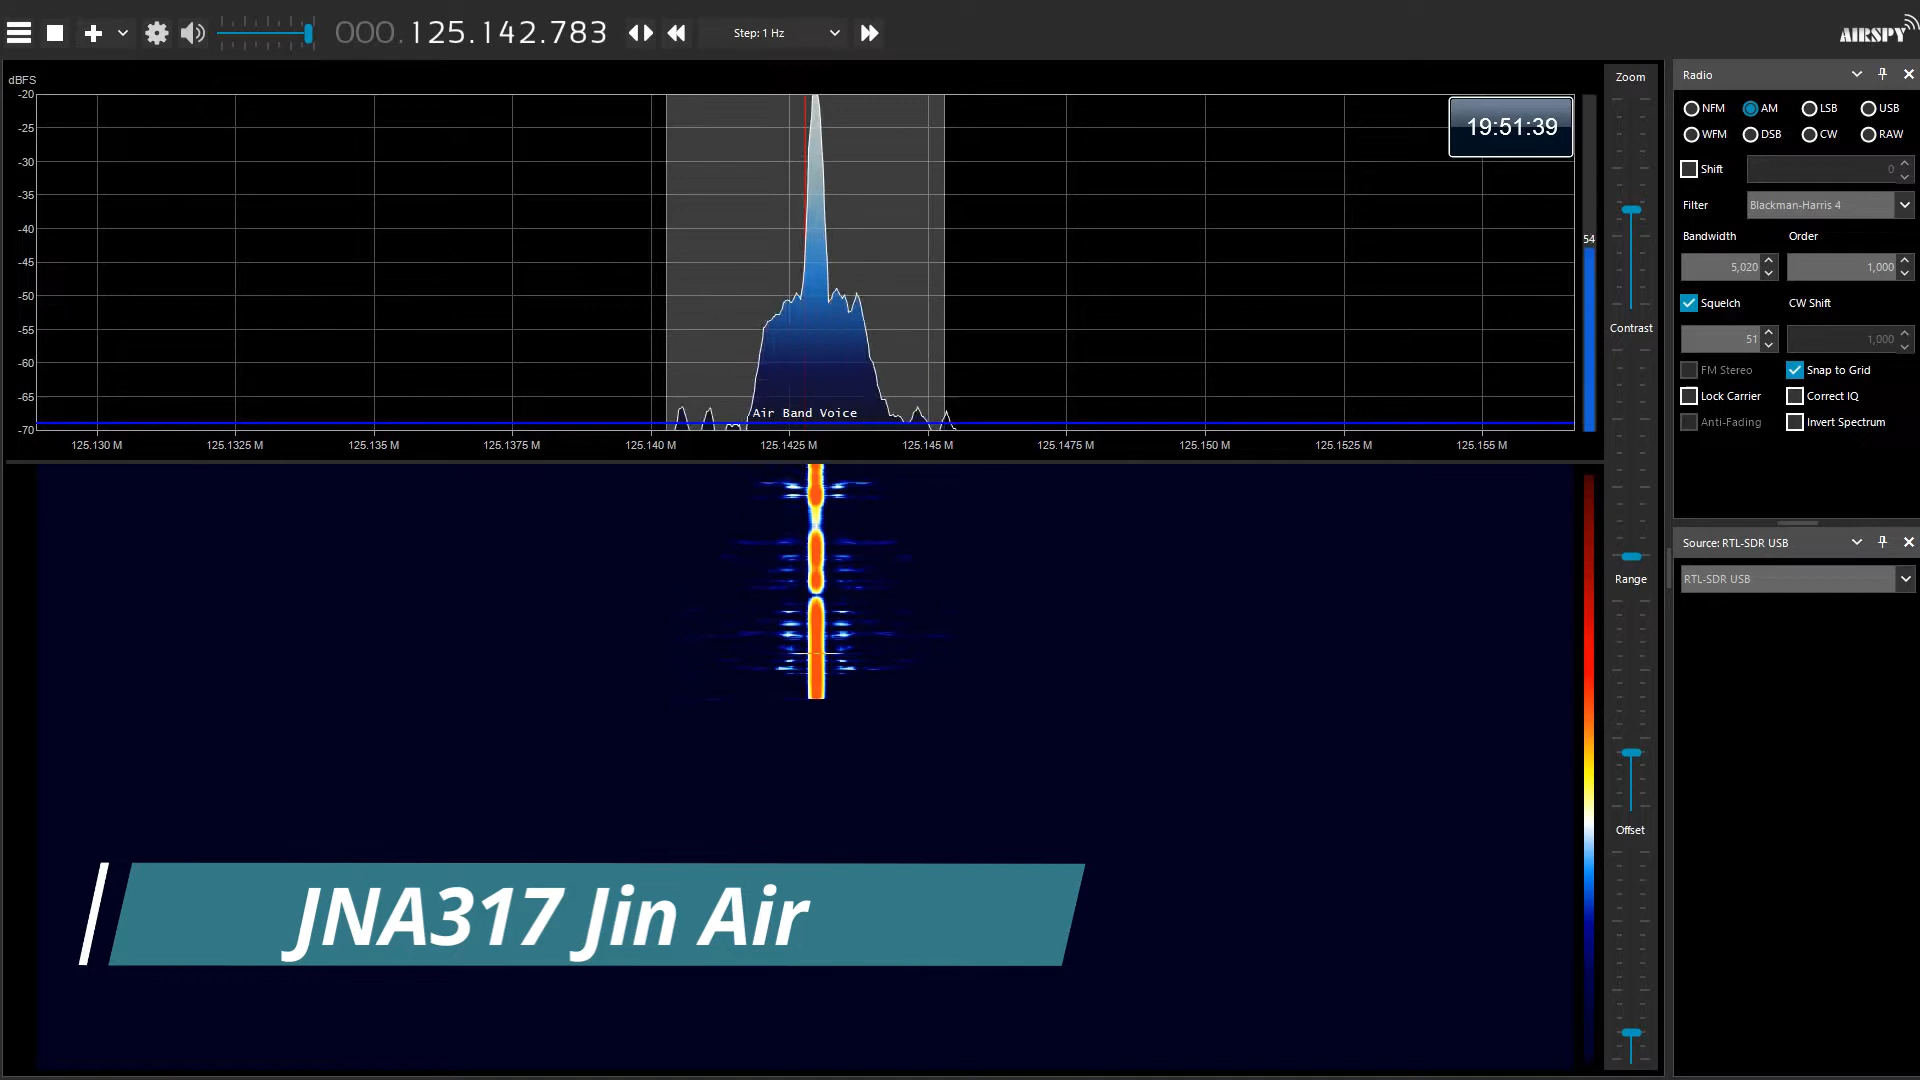 000.125.142.783
Step: 1 Hz
AIRSPY
dBFS
-20
-25
-30
-35
-40
-45
-50
-55
-60
-65
-70
19:51:39
54
Air Band Voice
125.130 M 125.1325 M 125.135 M 125.1375 M 125.140 M 125.1425 M 125.145 M 125.1475 M 125.150 M 125.1525 M 125.155 M
Zoom
Contrast
Range
Offset
Radio
NFM AM LSB USB
WFM DSB CW RAW
Shift 0
Filter Blackman-Harris 4
Bandwidth Order
5,020 1,000
Squelch CW Shift
51 1,000
FM Stereo Snap to Grid
Lock Carrier Correct IQ
Anti-Fading Invert Spectrum
Source: RTL-SDR USB
RTL-SDR USB
JNA317 Jin Air